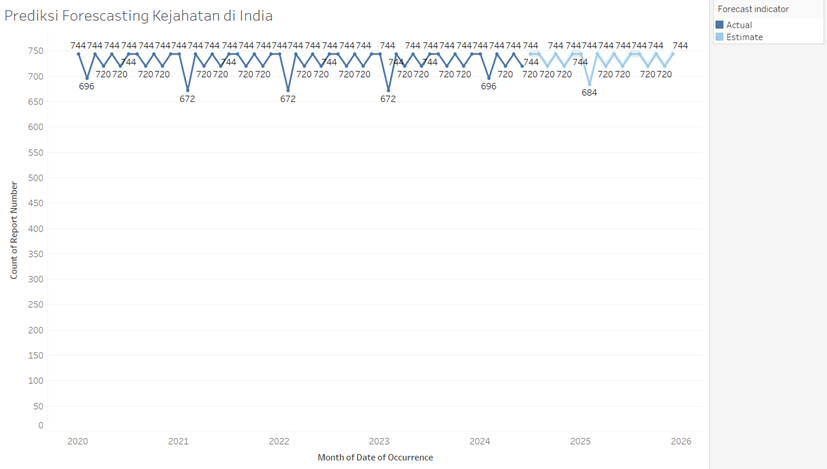 Prediksi Forescasting Kejahatan di India
Forecast indicator
Actual
Estimate
744 744 744 744 744 744 744 744 744 744 744 744 744 744 744 744 744 744 744 744 744 744 744 744 744 744 744 744 744 744 744 744 744
744 744 744 744 744 744 744
720 720 720 720 720 720 720 720 720 720 720 720 720 720 720 720 720 720 720 720 720 720 720 720
696 672 672 672 696 684
750
700
650
600
550
500
450
400
350
300
250
200
150
100
50
0
Count of Report Number
2020 2021 2022 2023 2024 2025 2026
Month of Date of Occurrence